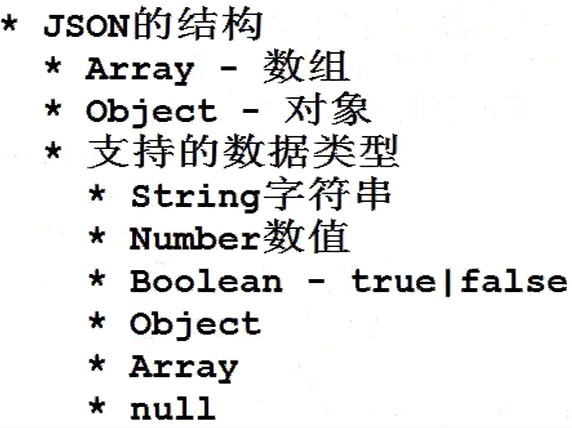 * JSON的结构
* Array - 数组
* Object - 对象
* 支持的数据类型
* String字符串
* Number数值
* Boolean - true|false
* Object
* Array
* null